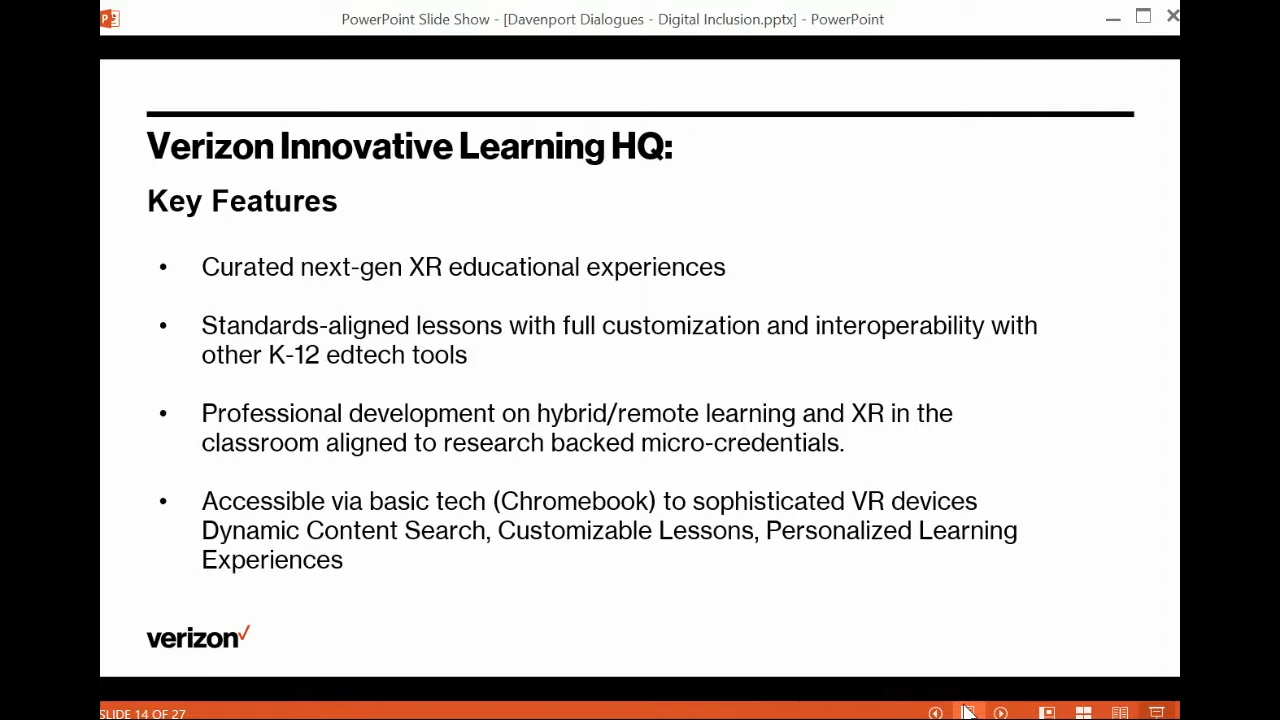 PowerPoint Slide Show - [Davenport Dialogues - Digital Inclusion.pptx] - PowerPoint
Verizon Innovative Learning HQ:
Key Features
• Curated next-gen XR educational experiences
• Standards-aligned lessons with full customization and interoperability with
other K-12 edtech tools
• Professional development on hybrid/remote learning and XR in the
classroom aligned to research backed micro-credentials.
• Accessible via basic tech (Chromebook) to sophisticated VR devices
Dynamic Content Search, Customizable Lessons, Personalized Learning
Experiences
verizon✓
SLIDE 14 OF 27